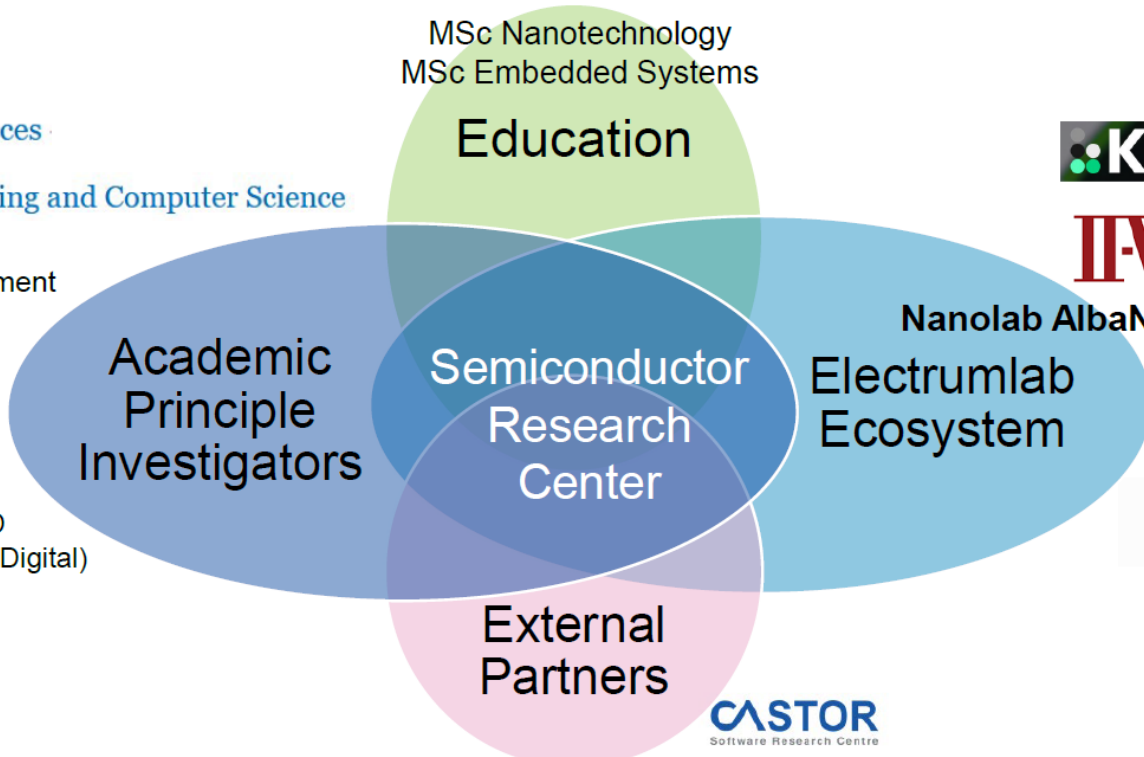 MSc Nanotechnology
MSc Embedded Systems
Education
ces
ing and Computer Science
ment
Academic
Principle
Investigators
Digital)
Semiconductor
Research
Center
K
II-V
Nanolab AlbaN
Electrumlab
Ecosystem
External
Partners
CASTOR
Software Research Centre